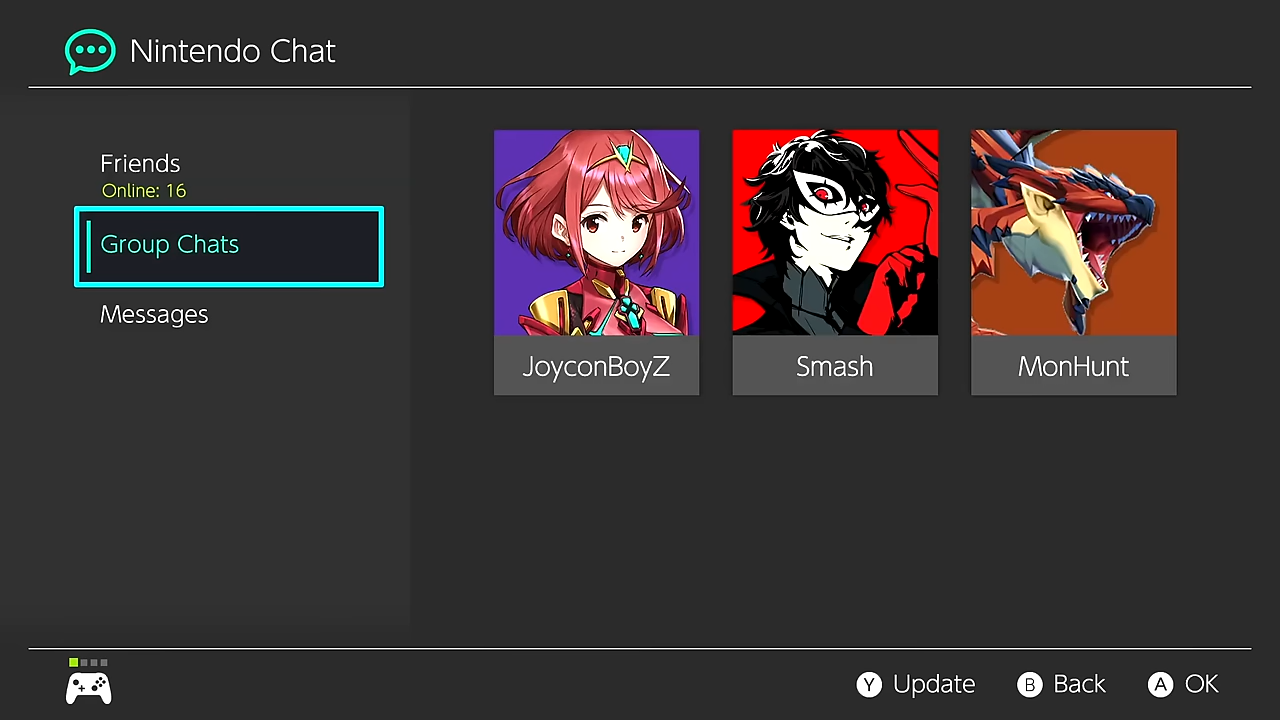 Nintendo Chat
Friends
Online: 16
Group Chats
Messages
JoyconBoyZ
Smash
MonHunt
Y Update
B Back
A OK